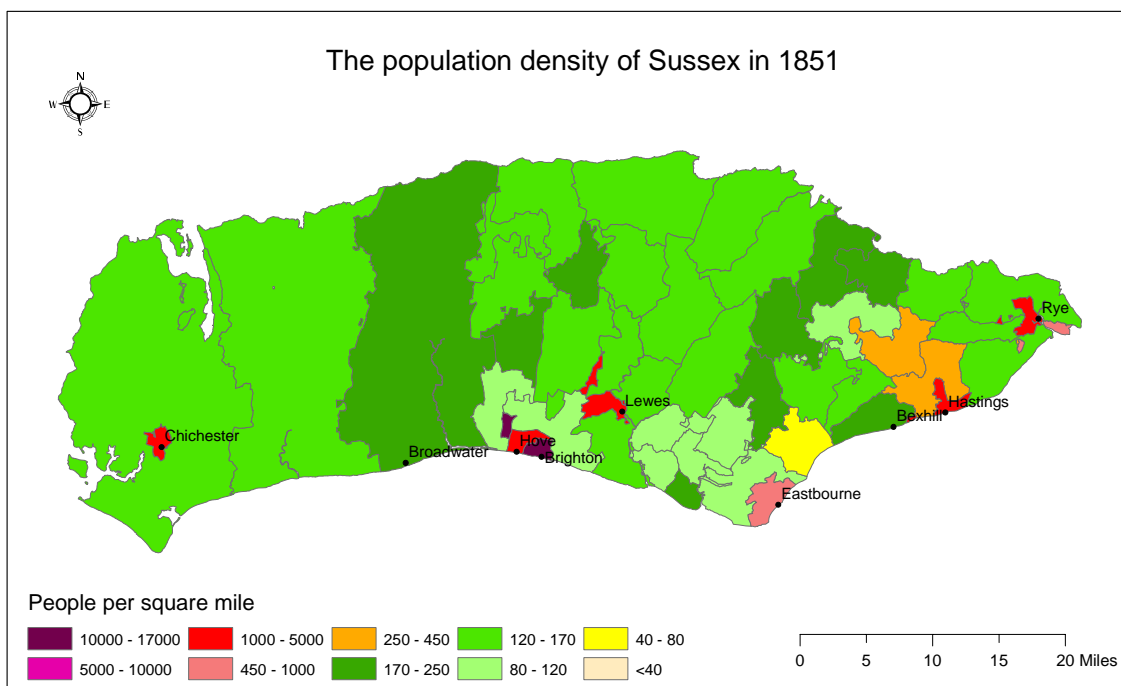 The population density of Sussex in 1851
N
W E
S
Rye
Lewes
Hastings
Bexhill
Chichester
Hove
Broadwater
Brighton
Eastbourne
People per square mile
10000 - 17000 1000 - 5000 250 - 450 120 - 170 40 - 80
5000 - 10000 450 - 1000 170 - 250 80 - 120 <40
0 5 10 15 20 Miles